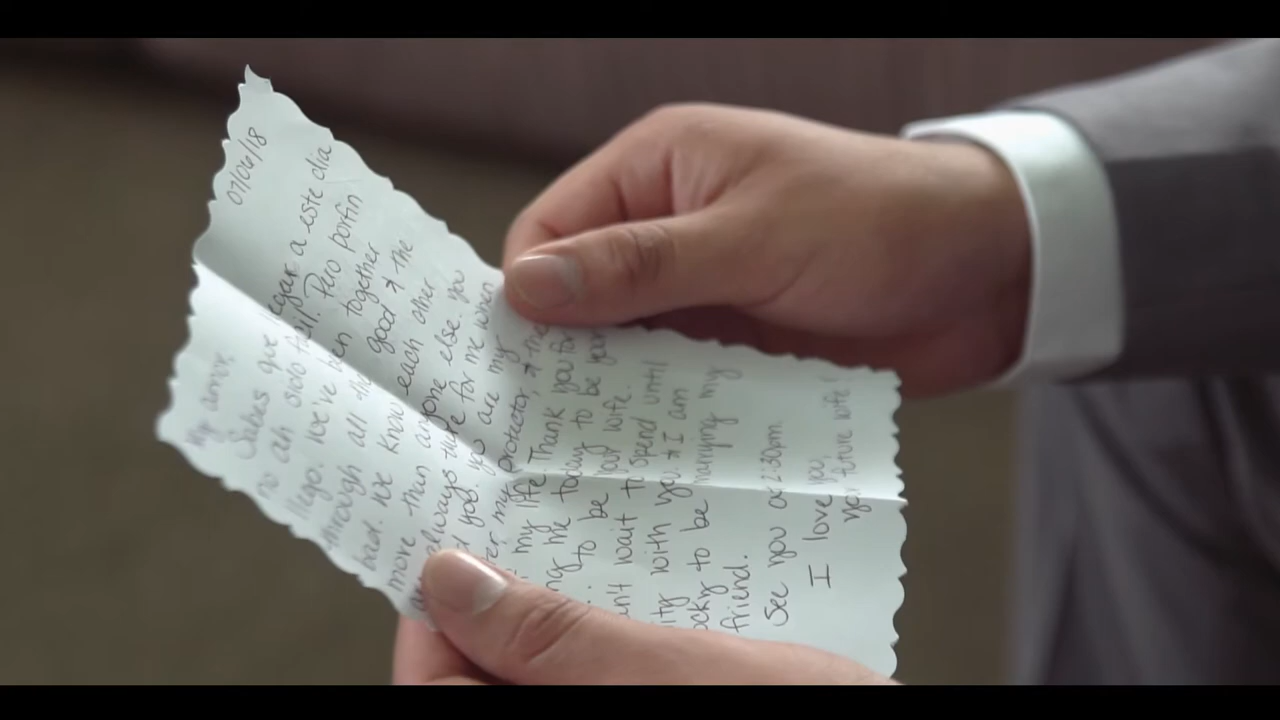 07/06/18
My amor,
Sabes que llegar a este dia
no ah sido facil. Pero porfin
llego. We've been together
through all the good & the
bad. We know each other
more than anyone else. You
always there for me when
you. You are my
my protector, & the
my life. Thank you for
me today to be your
to be your wife.
can't wait to spend until
with you. & I am
lucky to be marrying my
friend.
See you at 2:30pm.
I love you,
your future wife!